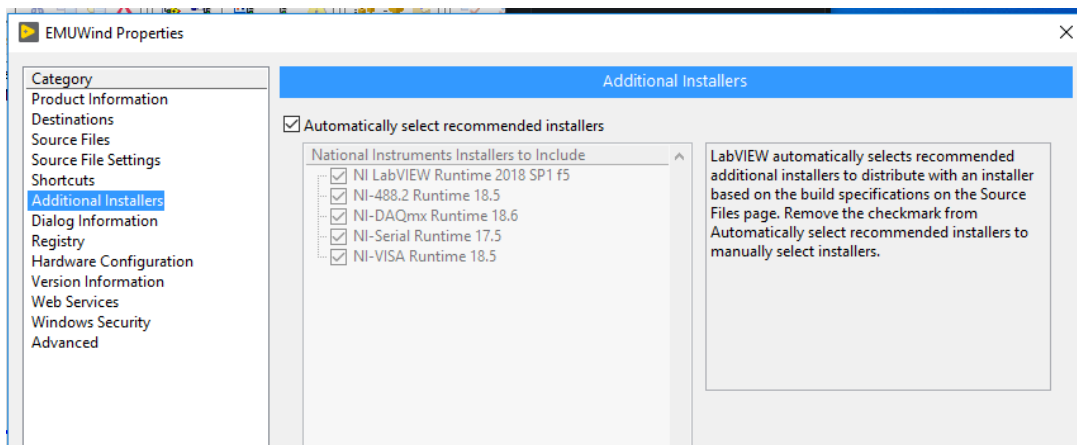 EMUWind Properties
Category
Product Information
Destinations
Source Files
Source File Settings
Shortcuts
Additional Installers
Dialog Information
Registry
Hardware Configuration
Version Information
Web Services
Windows Security
Advanced
Additional Installers
Automatically select recommended installers
National Instruments Installers to Include
NI LabVIEW Runtime 2018 SP1 f5
NI-488.2 Runtime 18.5
NI-DAQmx Runtime 18.6
NI-Serial Runtime 17.5
NI-VISA Runtime 18.5
LabVIEW automatically selects recommended
additional installers to distribute with an installer
based on the build specifications on the Source
Files page. Remove the checkmark from
Automatically select recommended installers to
manually select installers.